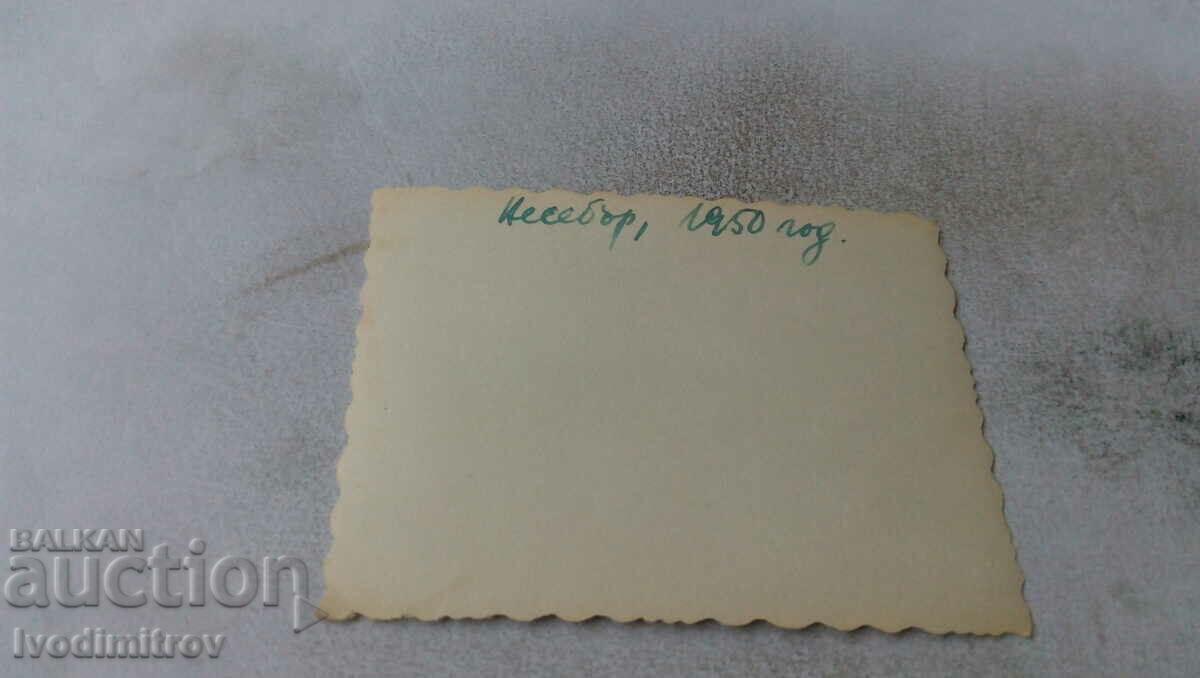 Несебър, 1950 год.
BALKAN
auction
Ivodimitrov